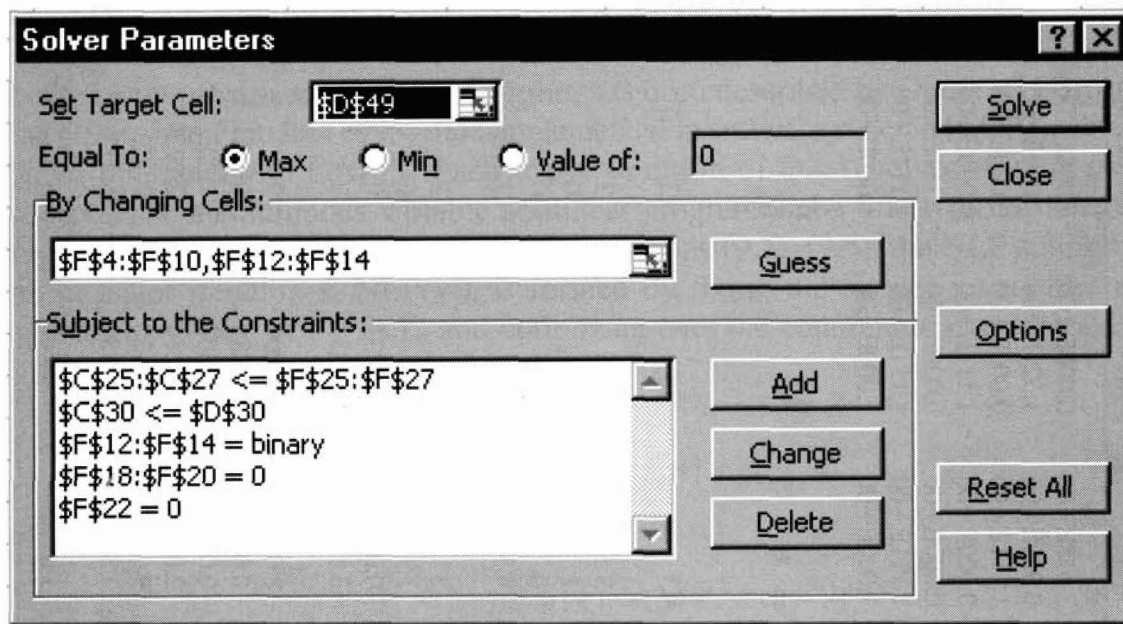 Solver Parameters
Set Target Cell: $D$49
Solve
Equal To: Max Min Value of: 0
Close
By Changing Cells:
$F$4:$F$10,$F$12:$F$14
Guess
Subject to the Constraints:
Options
$C$25:$C$27 <= $F$25:$F$27
Add
$C$30 <= $D$30
$F$12:$F$14 = binary
Change
$F$18:$F$20 = 0
Reset All
$F$22 = 0
Delete
Help